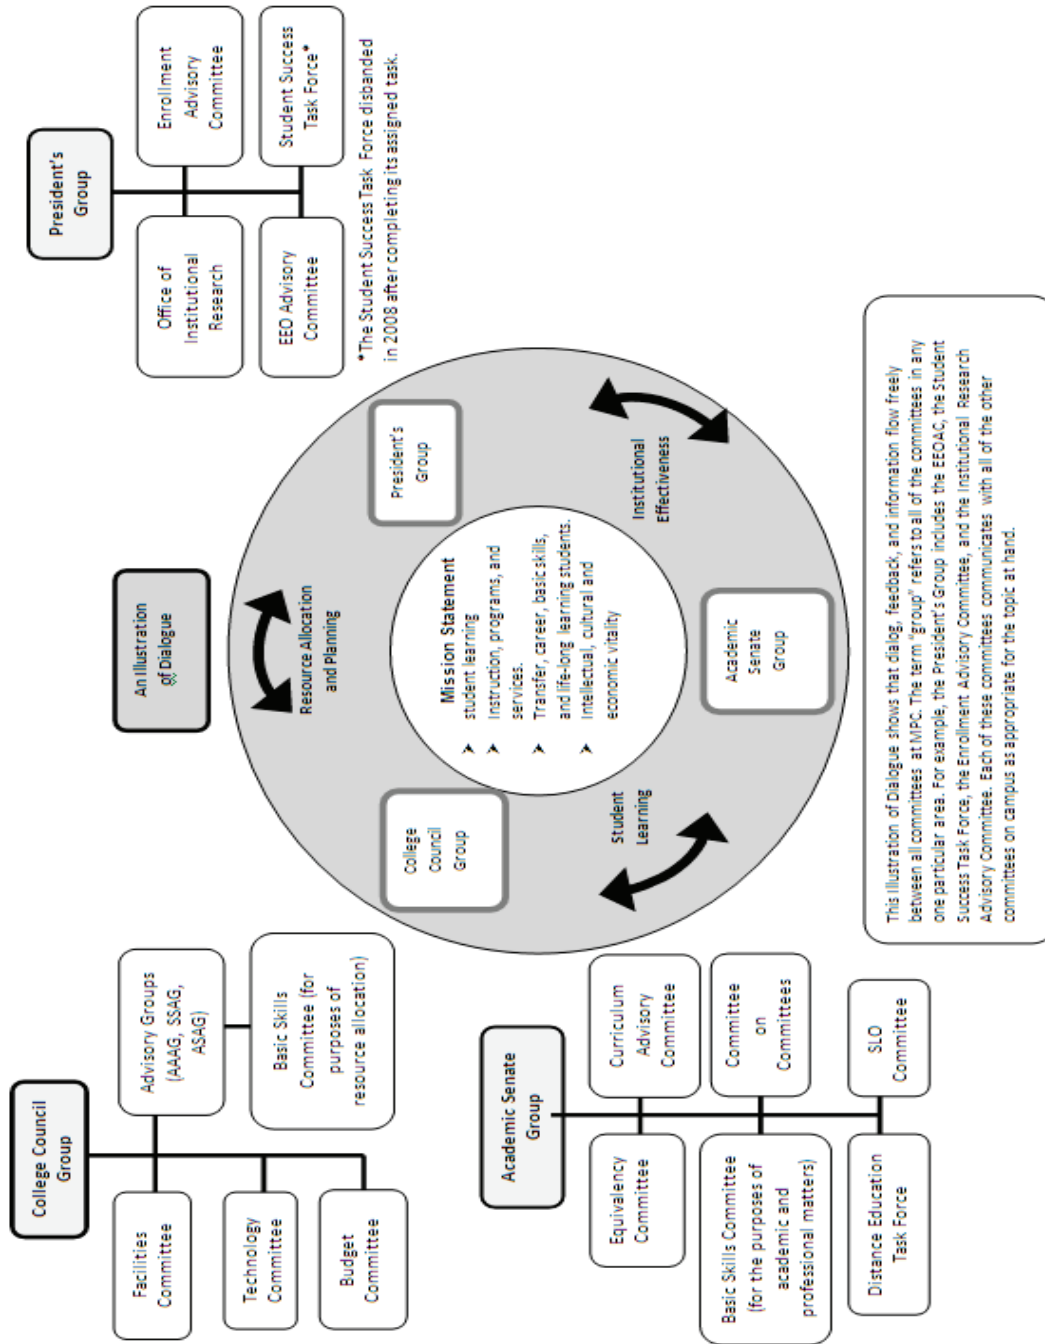 An Illustration
of Dialogue
College Council
Group
Facilities
Committee
Advisory Groups
(AAAG, SSAG,
ASAG)
Technology
Committee
Basic Skills
Committee (for
purposes of
resource allocation)
Budget
Committee
President's
Group
Office of
Institutional
Research
Enrollment
Advisory
Committee
EEO Advisory
Committee
Student Success
Task Force*
*The Student Success Task Force disbanded
in 2008 after completing its assigned task.
Resource Allocation
and Planning
College
Council
Group
President's
Group
Mission Statement
student learning
➢ Instruction, programs, and
services.
➢ Transfer, career, basic skills,
and life-long learning students.
➢ Intellectual, cultural and
economic vitality
Student
Learning
Institutional
Effectiveness
Academic
Senate
Group
Academic Senate
Group
Equivalency
Committee
Curriculum
Advisory
Committee
Basic Skills Committee
(for the purposes of
academic and
professional matters)
Committee
on
Committees
Distance Education
Task Force
SLO
Committee
This Illustration of Dialogue shows that dialog, feedback, and information flow freely
between all committees at MPC. The term "group" refers to all of the committees in any
one particular area. For example, the President's Group includes the EEOAC, the Student
Success Task Force, the Enrollment Advisory Committee, and the Institutional Research
Advisory Committee. Each of these committees communicates with all of the other
committees on campus as appropriate for the topic at hand.